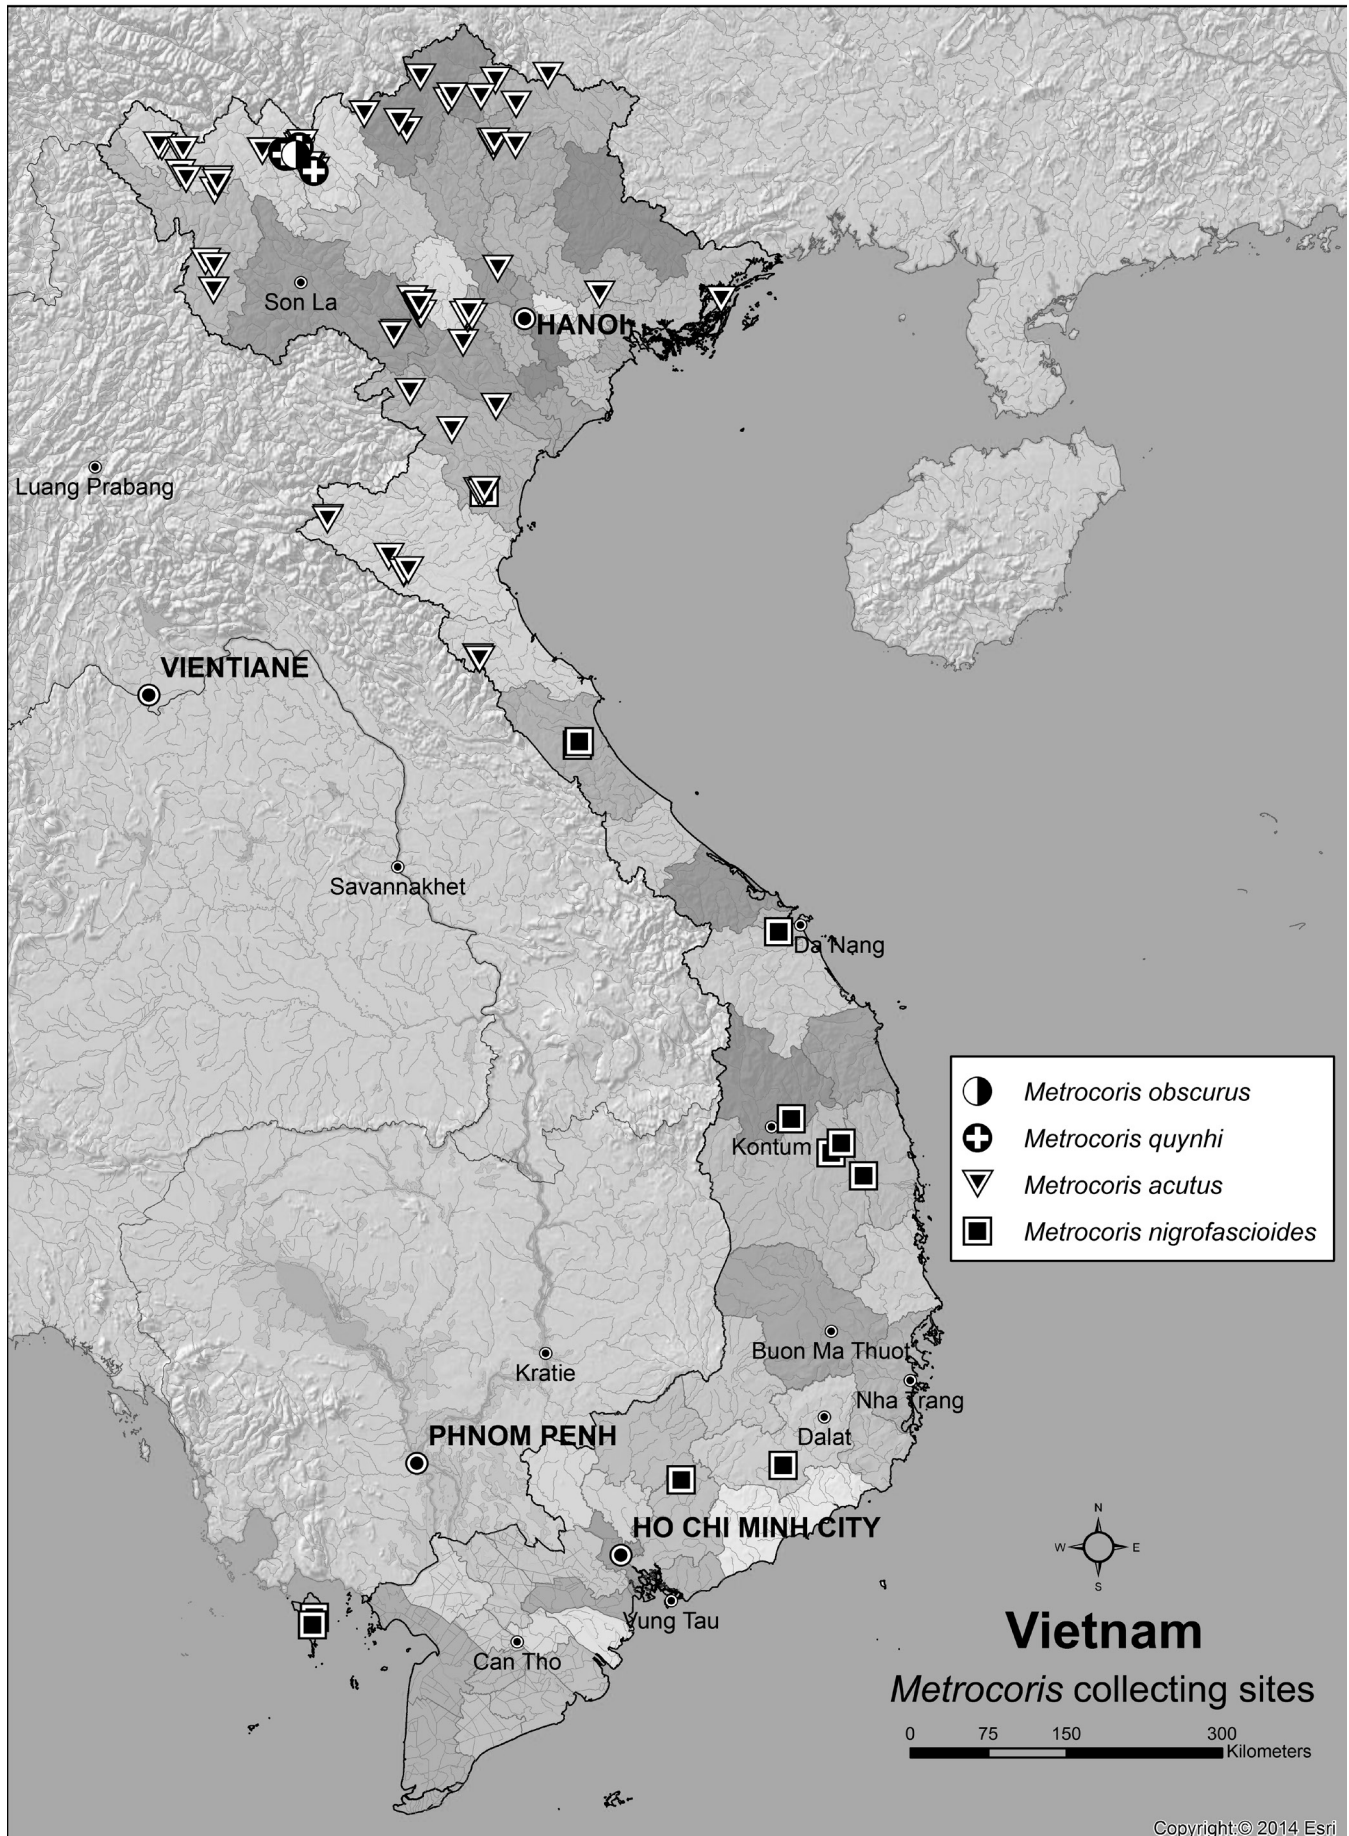 Son La
HANOI
Luang Prabang
VIENTIANE
Savannakhet
Da Nang
Metrocoris obscurus
Metrocoris quynhi
Metrocoris acutus
Metrocoris nigrofascioides
Kontum
Buon Ma Thuot
Kratie
Nha Trang
Dalat
PHNOM PENH
HO CHI MINH CITY
N
W E
S
Vung Tau
Can Tho
Vietnam
Metrocoris collecting sites
0 75 150 300
Kilometers
Copyright:© 2014 Esri